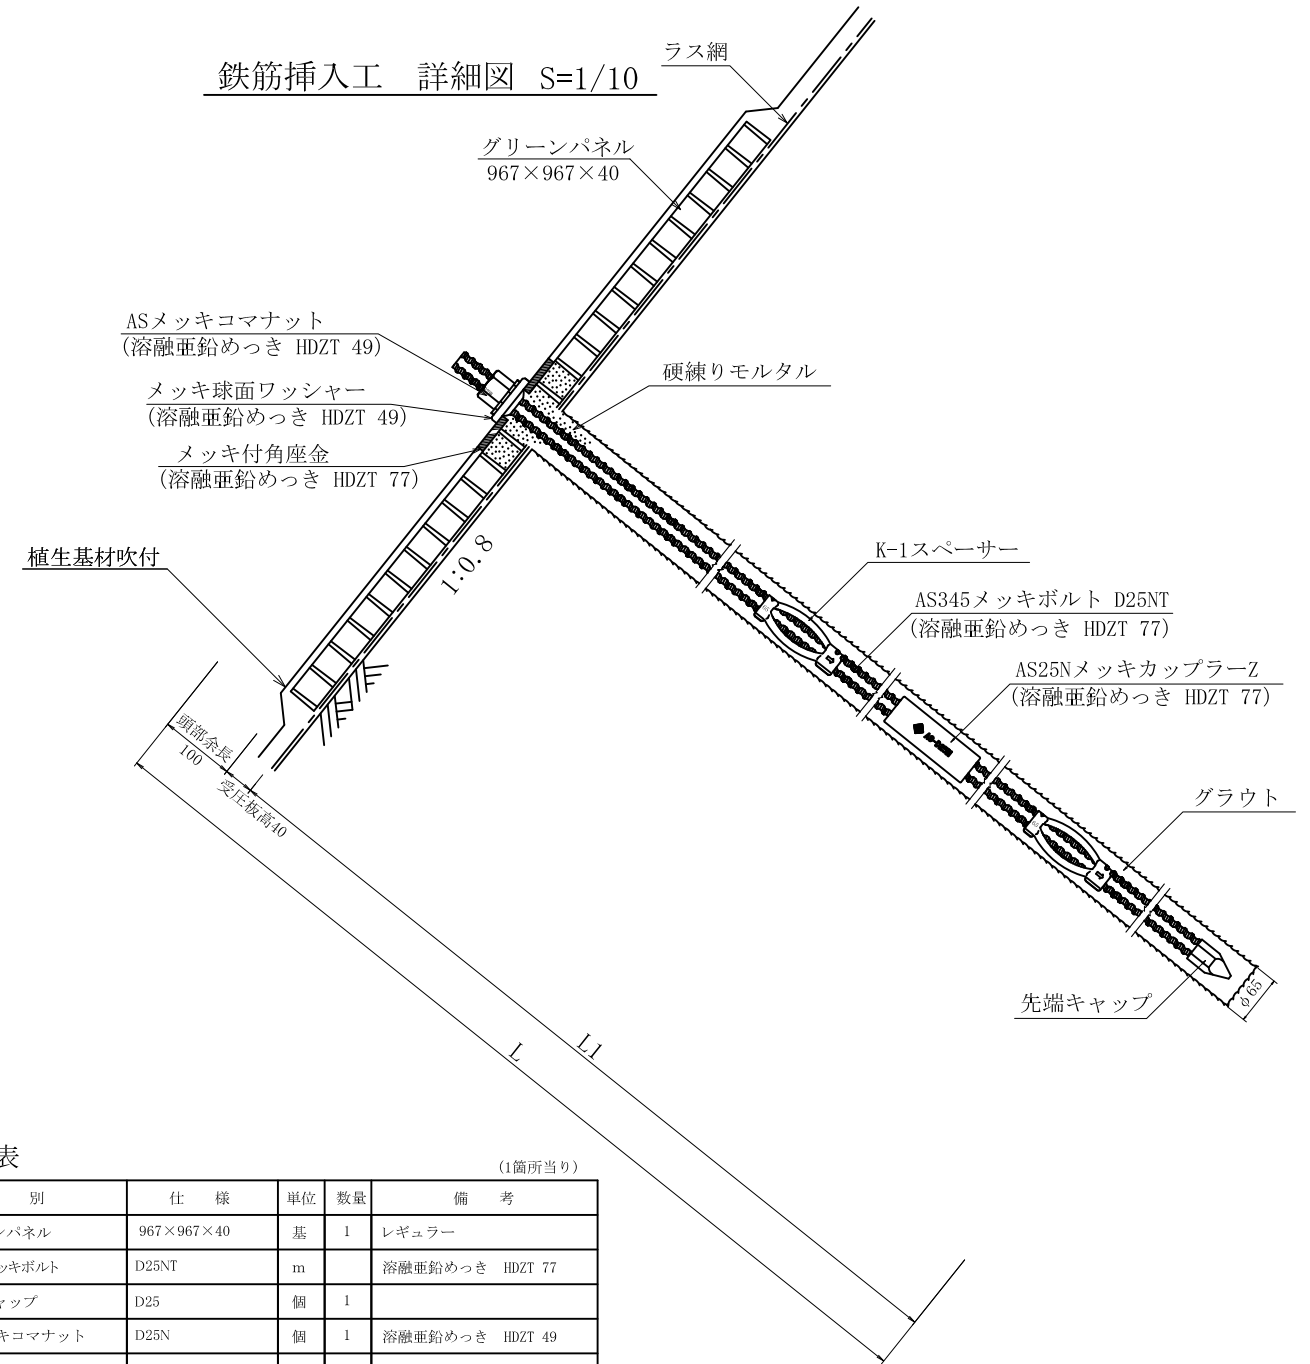 鉄筋挿入工　詳細図　S=1/10
ラス網
グリーンパネル
967×967×40
ASメッキコマナット
(溶融亜鉛めっき HDZT 49)
メッキ球面ワッシャー
(溶融亜鉛めっき HDZT 49)
メッキ付角座金
(溶融亜鉛めっき HDZT 77)
硬練りモルタル
植生基材吹付
1:0.8
K-1スペーサー
AS345メッキボルト D25NT
(溶融亜鉛めっき HDZT 77)
AS25NメッキカップラーZ
(溶融亜鉛めっき HDZT 77)
グラウト
先端キャップ
φ65
頭部余長
100
受圧板高40
L1
L
表
(1箇所当り)
別　仕　様　単位　数量　備　考
ンパネル　967×967×40　基　1　レギュラー
ッキボルト　D25NT　m　溶融亜鉛めっき　HDZT 77
ャップ　D25　個　1
キコマナット　D25N　個　1　溶融亜鉛めっき　HDZT 49